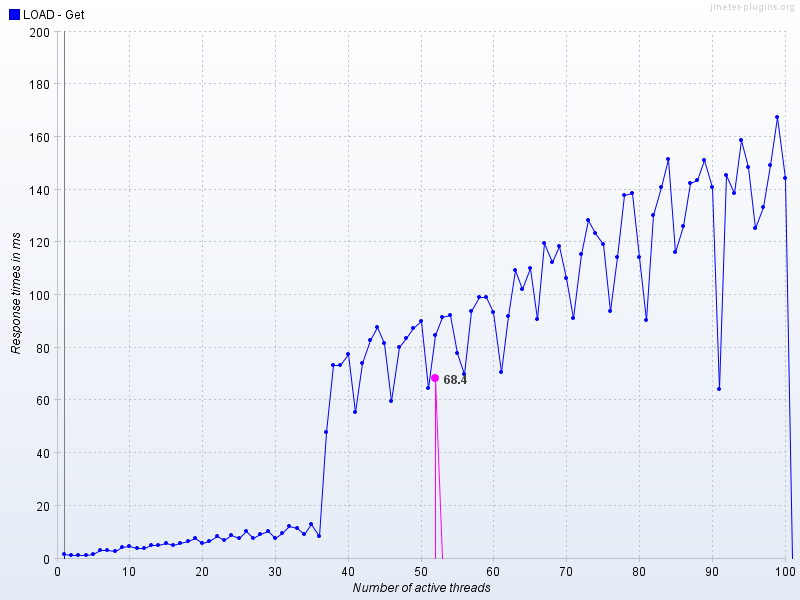 LOAD - Get
jmeter-plugins.org
200
180
160
140
120
100
80
60
40
20
0
Response times in ms
68.4
0 10 20 30 40 50 60 70 80 90 100
Number of active threads